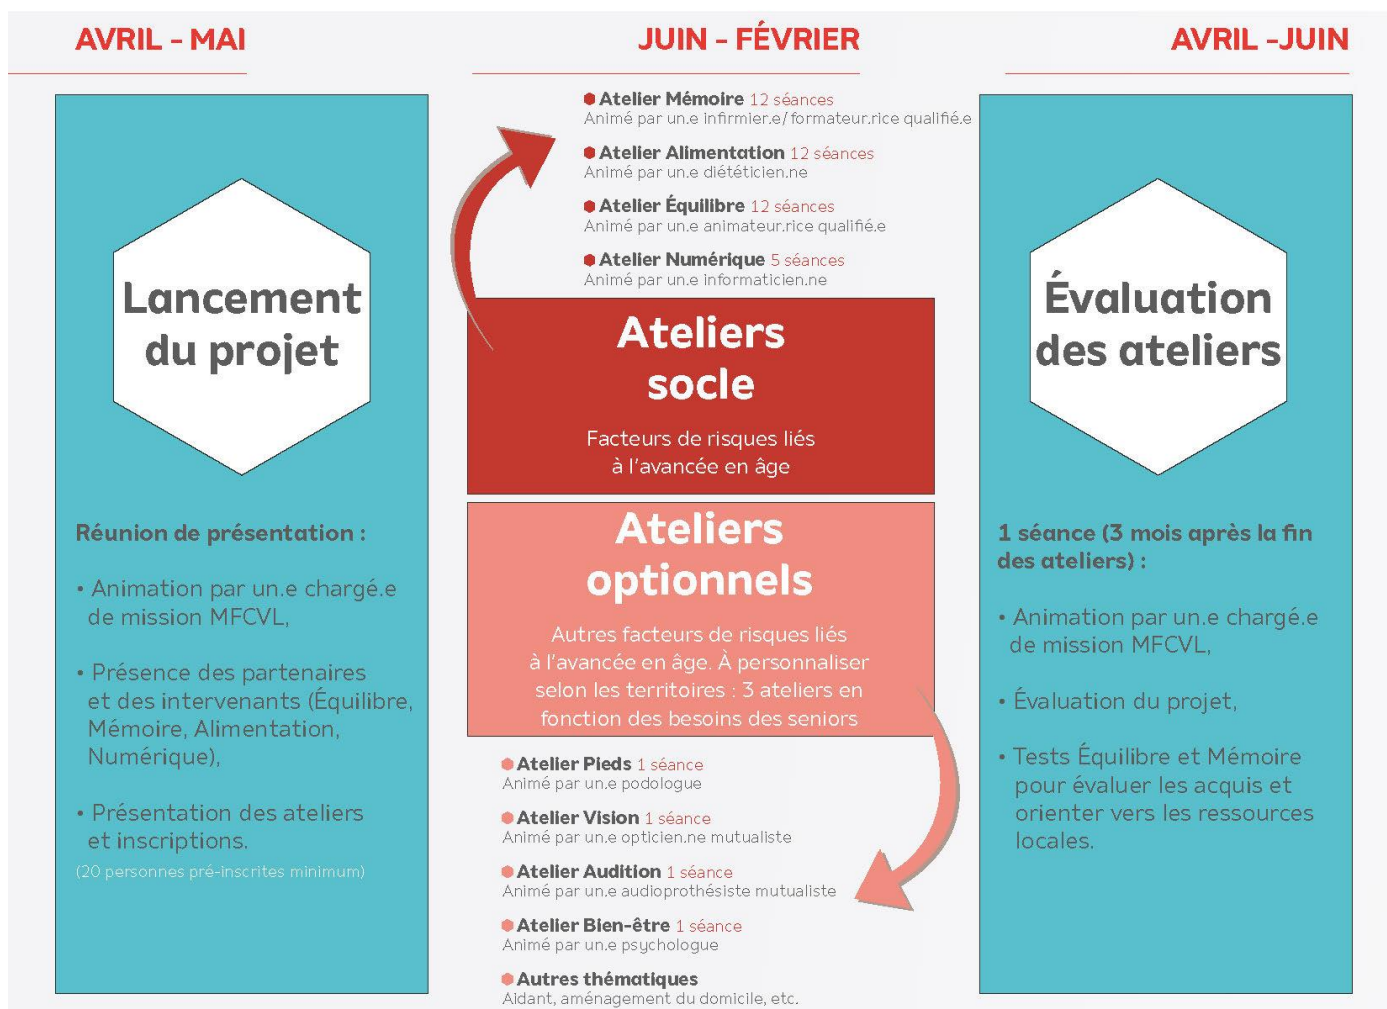 AVRIL - MAI
Lancement
du projet
Réunion de présentation :
• Animation par un.e chargé.e
de mission MFCVL,
• Présence des partenaires
et des intervenants (Équilibre,
Mémoire, Alimentation,
Numérique),
• Présentation des ateliers
et inscriptions.
(20 personnes pré-inscrites minimum)
JUIN - FÉVRIER
Atelier Mémoire 12 séances
Animé par un.e infirmier.e/formateur.rice qualifié.e
Atelier Alimentation 12 séances
Animé par un.e diététicien.ne
Atelier Équilibre 12 séances
Animé par un.e animateur.rice qualifié.e
Atelier Numérique 5 séances
Animé par un.e informaticien.ne
Ateliers
socle
Facteurs de risques liés
à l'avancée en âge
Ateliers
optionnels
Autres facteurs de risques liés
à l'avancée en âge. À personnaliser
selon les territoires : 3 ateliers en
fonction des besoins des seniors
Atelier Pieds 1 séance
Animé par un.e podologue
Atelier Vision 1 séance
Animé par un.e opticien.ne mutualiste
Atelier Audition 1 séance
Animé par un.e audioprothésiste mutualiste
Atelier Bien-être 1 séance
Animé par un.e psychologue
Autres thématiques
Aidant, aménagement du domicile, etc.
AVRIL -JUIN
Évaluation
des ateliers
1 séance (3 mois après la fin
des ateliers) :
• Animation par un.e chargé.e
de mission MFCVL,
• Évaluation du projet,
• Tests Équilibre et Mémoire
pour évaluer les acquis et
orienter vers les ressources
locales.